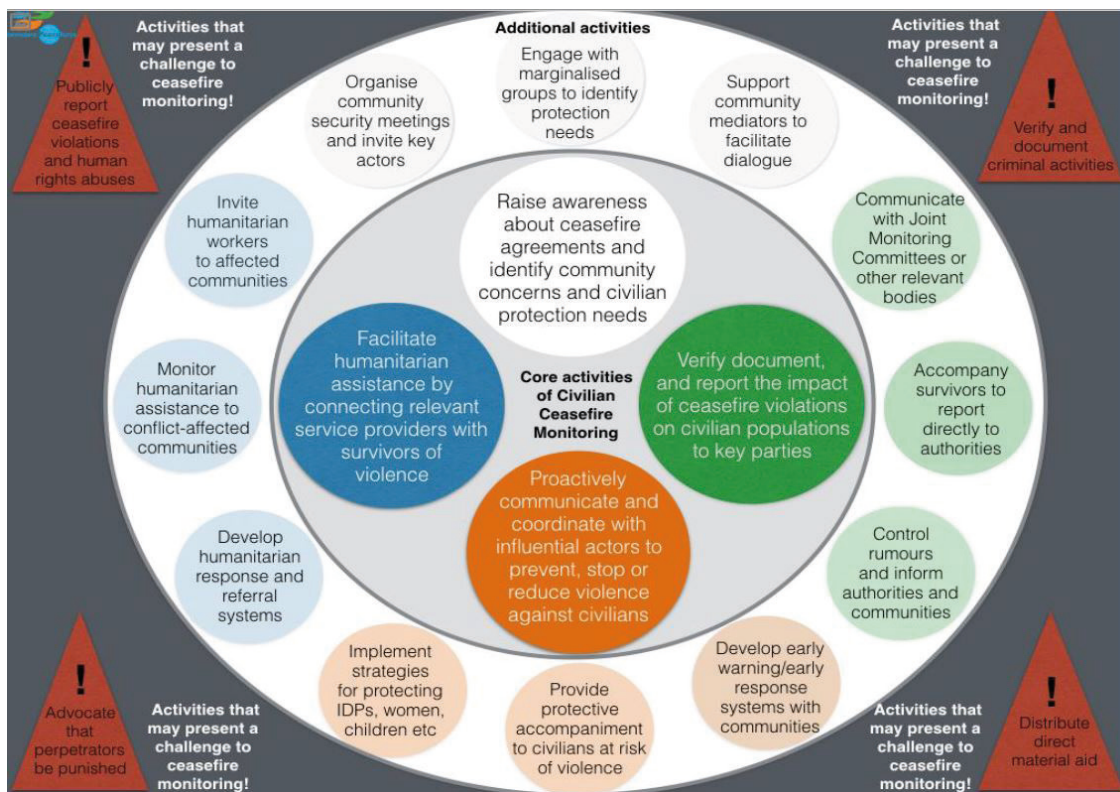 Activities that
may present a
challenge to
ceasefire
monitoring!
!
Publicly
report
ceasefire
violations
and human
rights abuses
Additional activities
Engage with
marginalised
groups to identify
protection
needs
Organise
community
security meetings
and invite key
actors
Support
community
mediators to
facilitate
dialogue
Activities that
may present a
challenge to
ceasefire
monitoring!
!
Verify and
document
criminal activities
Invite
humanitarian
workers
to affected
communities
Raise awareness
about ceasefire
agreements and
identify community
concerns and civilian
protection needs
Communicate
with Joint
Monitoring
Committees or
other relevant
bodies
Monitor
humanitarian
assistance to
conflict-affected
communities
Facilitate
humanitarian
assistance by
connecting relevant
service providers with
survivors of
violence
Core activities
of Civilian
Ceasefire
Monitoring
Verify document,
and report the impact
of ceasefire violations
on civilian populations
to key parties
Accompany
survivors to
report
directly to
authorities
Develop
humanitarian
response and
referral
systems
Proactively
communicate and
coordinate with
influential actors to
prevent, stop or
reduce violence
against civilians
Control
rumours
and inform
authorities and
communities
Implement
strategies
for protecting
IDPs, women,
children etc
Provide
protective
accompaniment
to civilians at risk
of violence
Develop early
warning/early
response
systems with
communities
!
Advocate
that
perpetrators
be punished
Activities that
may present a
challenge to
ceasefire
monitoring!
Activities that
may present a
challenge to
ceasefire
monitoring!
!
Distribute
direct
material aid